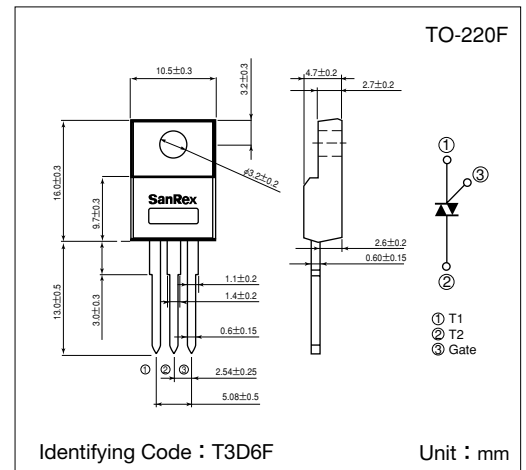 TO-220F
10.5±0.3
3.2±0.3
4.7±0.2
2.7±0.2
16.0±0.3
9.7±0.3
φ3.2±0.2
SanRex
13.0±0.5
3.0±0.3
1.1±0.2
1.4±0.2
0.6±0.15
2.54±0.25
5.08±0.5
① ② ③
2.6±0.2
0.60±0.15
①
③
②
① T1
② T2
③ Gate
Identifying Code：T3D6F
Unit：mm